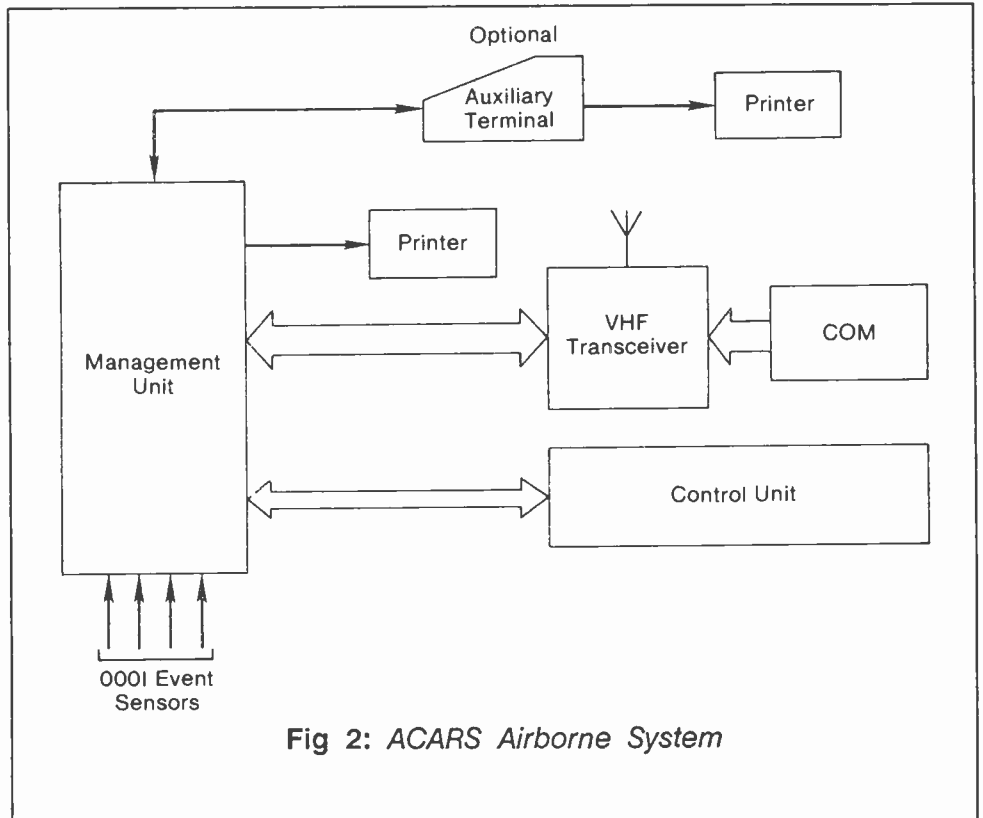 Optional
Auxiliary
Terminal
Printer
Printer
Management
Unit
VHF
Transceiver
COM
Control Unit
OOOI Event
Sensors
Fig 2: ACARS Airborne System